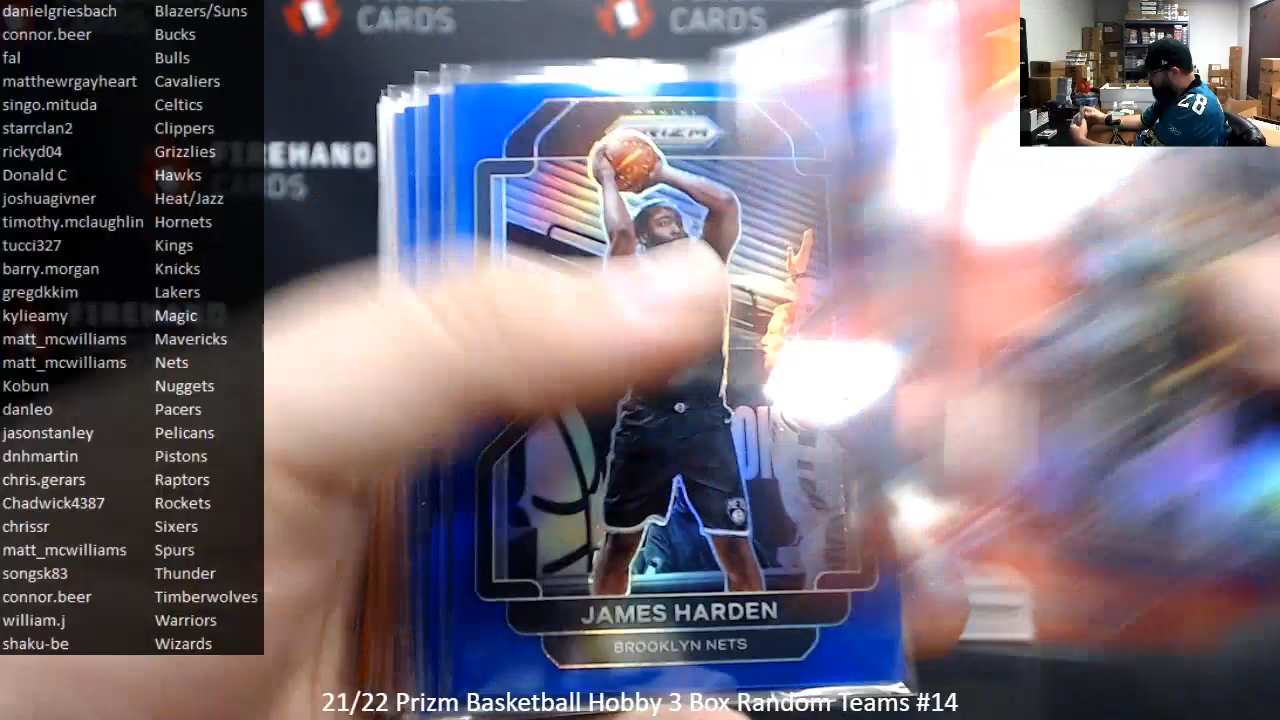 danielgriesbach Blazers/Suns
connor.beer Bucks
fal Bulls
matthewrgayheart Cavaliers
singo.mituda Celtics
starrclan2 Clippers
rickyd04 Grizzlies
Donald C Hawks
joshuagivner Heat/Jazz
timothy.mclaughlin Hornets
tucci327 Kings
barry.morgan Knicks
gregdkkim Lakers
kylieamy Magic
matt_mcwilliams Mavericks
matt_mcwilliams Nets
Kobun Nuggets
danleo Pacers
jasonstanley Pelicans
dnhmartin Pistons
chris.gerars Raptors
Chadwick4387 Rockets
chrissr Sixers
matt_mcwilliams Spurs
songsk83 Thunder
connor.beer Timberwolves
william.j Warriors
shaku-be Wizards
CARDS
CARDS
FIREHAND
CARDS
PANINI
PRIZM
JAMES HARDEN
BROOKLYN NETS
28
21/22 Prizm Basketball Hobby 3 Box Random Teams #14